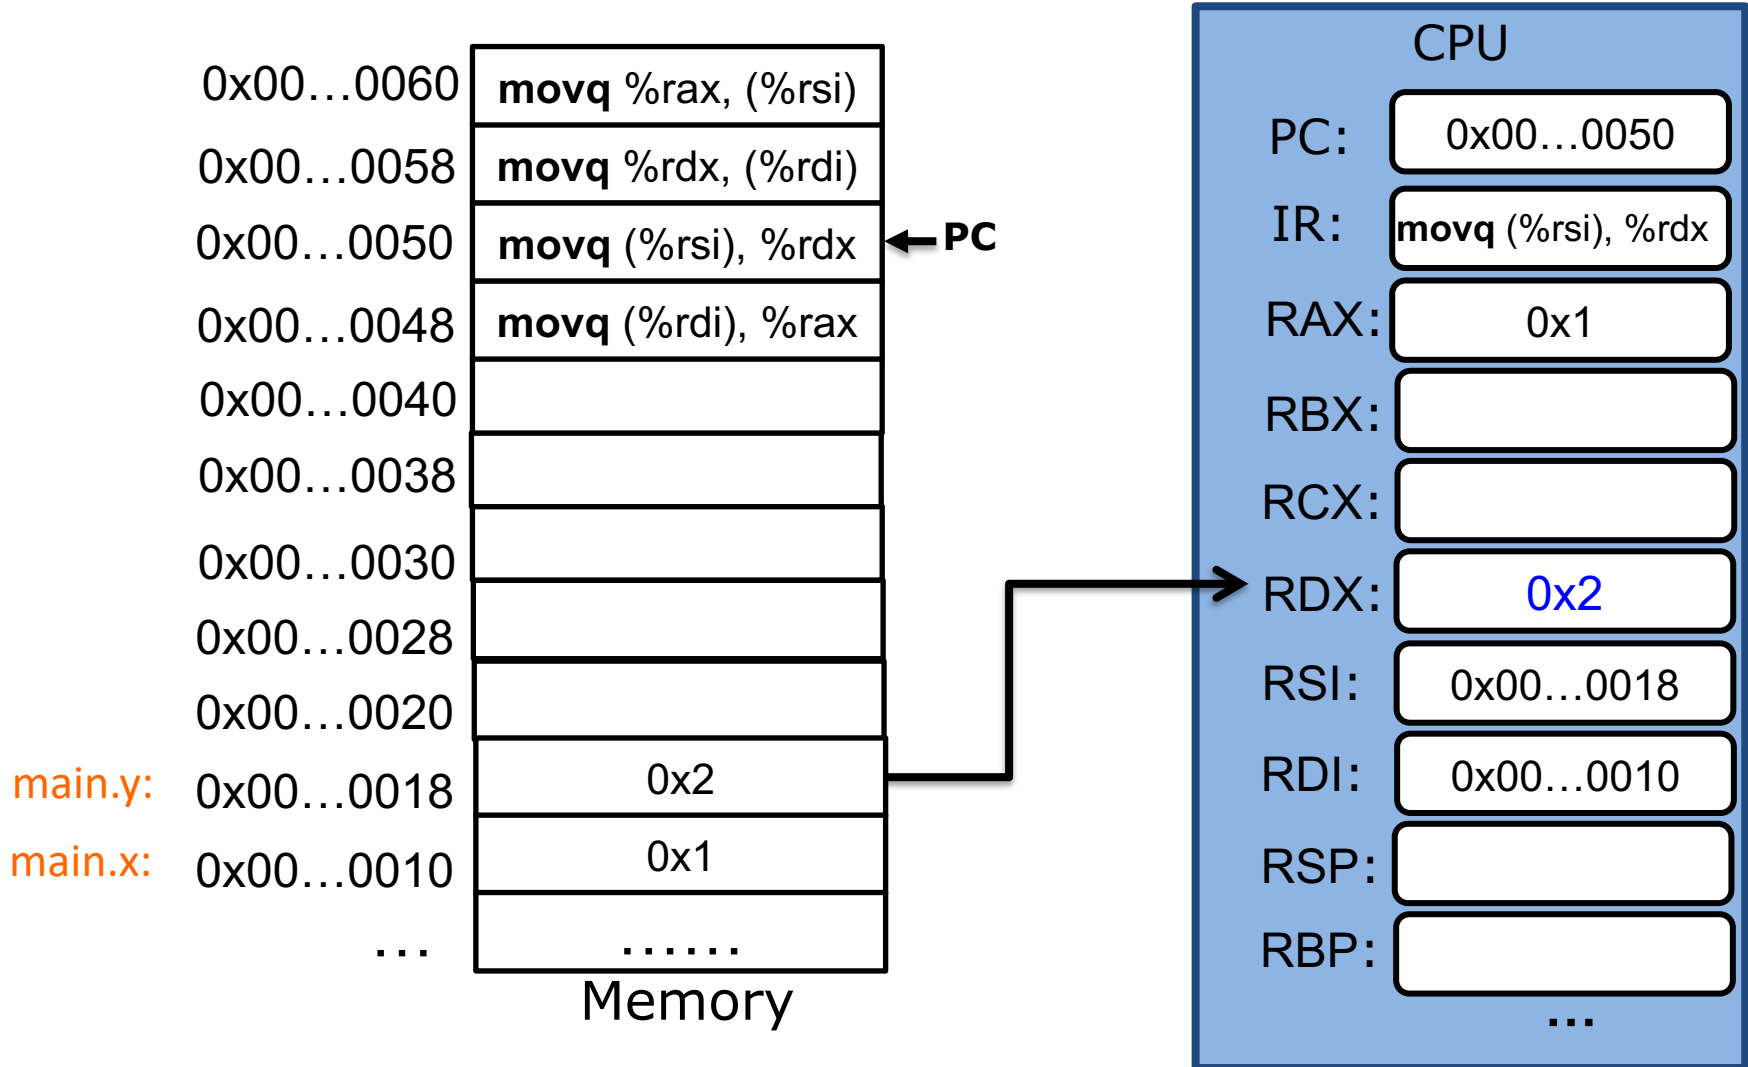 0x00…0060 movq %rax, (%rsi)
0x00…0058 movq %rdx, (%rdi)
0x00…0050 movq (%rsi), %rdx PC
0x00…0048 movq (%rdi), %rax
0x00…0040
0x00…0038
0x00…0030
0x00…0028
0x00…0020
main.y: 0x00…0018 0x2
main.x: 0x00…0010 0x1
… ……
Memory
CPU
PC: 0x00…0050
IR: movq (%rsi), %rdx
RAX: 0x1
RBX:
RCX:
RDX: 0x2
RSI: 0x00…0018
RDI: 0x00…0010
RSP:
RBP:
…